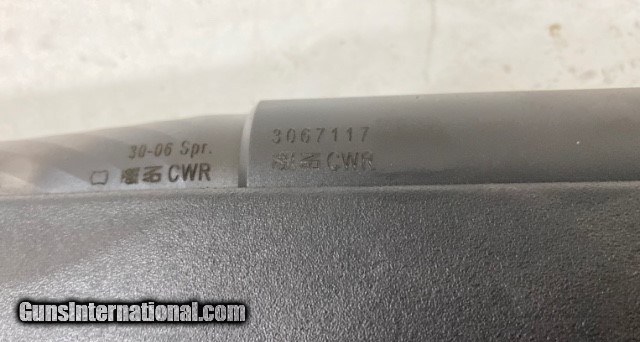 30-06 Spr.
CWR
3067117
CWR
GunsInternational.com